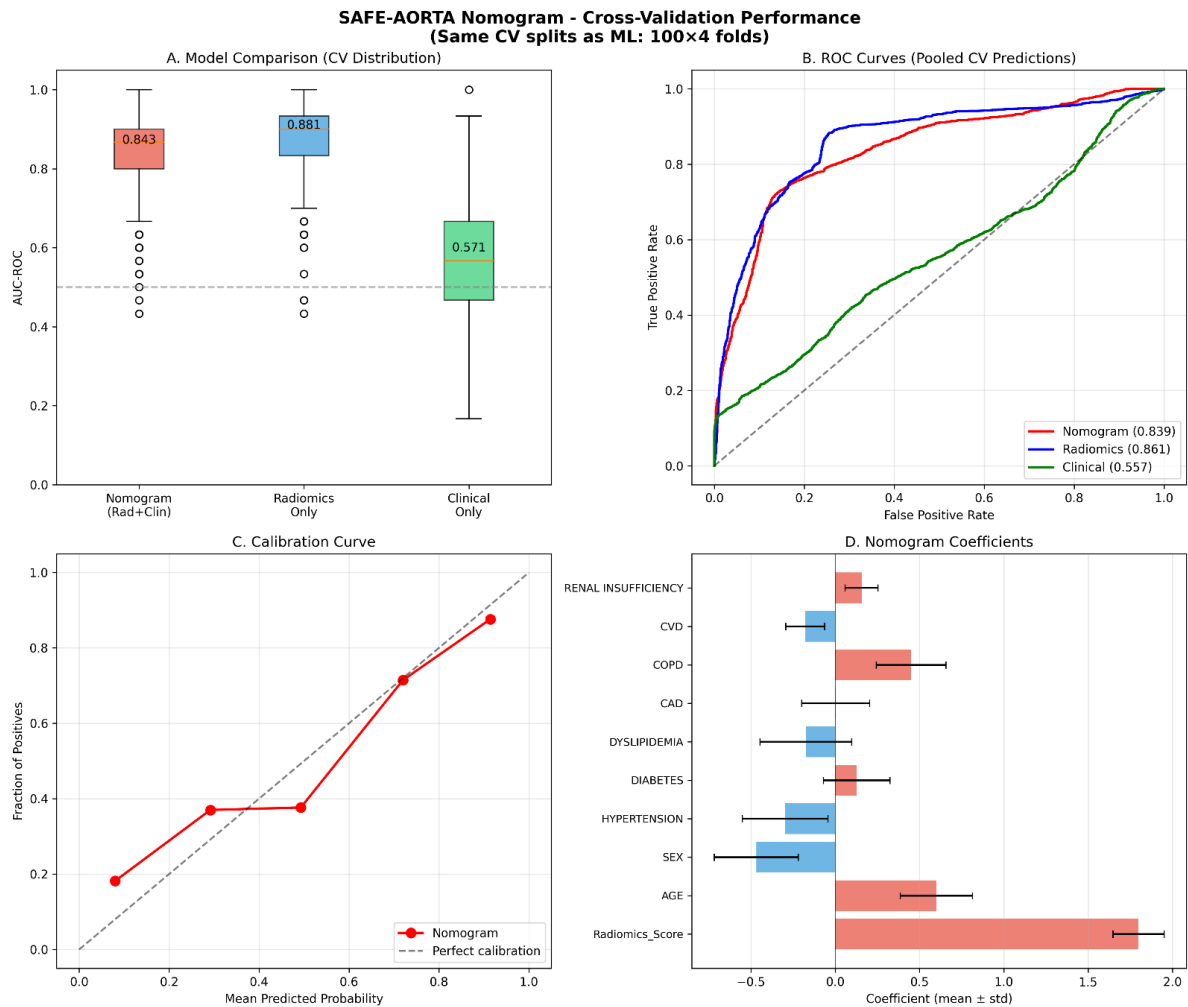 SAFE-AORTA Nomogram - Cross-Validation Performance
(Same CV splits as ML: 100×4 folds)
A. Model Comparison (CV Distribution)
AUC-ROC
1.0
0.8
0.6
0.4
0.2
0.0
0.843
0.881
0.571
Nomogram
(Rad+Clin)
Radiomics
Only
Clinical
Only
B. ROC Curves (Pooled CV Predictions)
True Positive Rate
1.0
0.8
0.6
0.4
0.2
0.0
Nomogram (0.839)
Radiomics (0.861)
Clinical (0.557)
0.0 0.2 0.4 0.6 0.8 1.0
False Positive Rate
C. Calibration Curve
Fraction of Positives
1.0
0.8
0.6
0.4
0.2
0.0
Nomogram
Perfect calibration
0.0 0.2 0.4 0.6 0.8 1.0
Mean Predicted Probability
D. Nomogram Coefficients
RENAL INSUFFICIENCY
CVD
COPD
CAD
DYSLIPIDEMIA
DIABETES
HYPERTENSION
SEX
AGE
Radiomics_Score
−0.5 0.0 0.5 1.0 1.5 2.0
Coefficient (mean ± std)